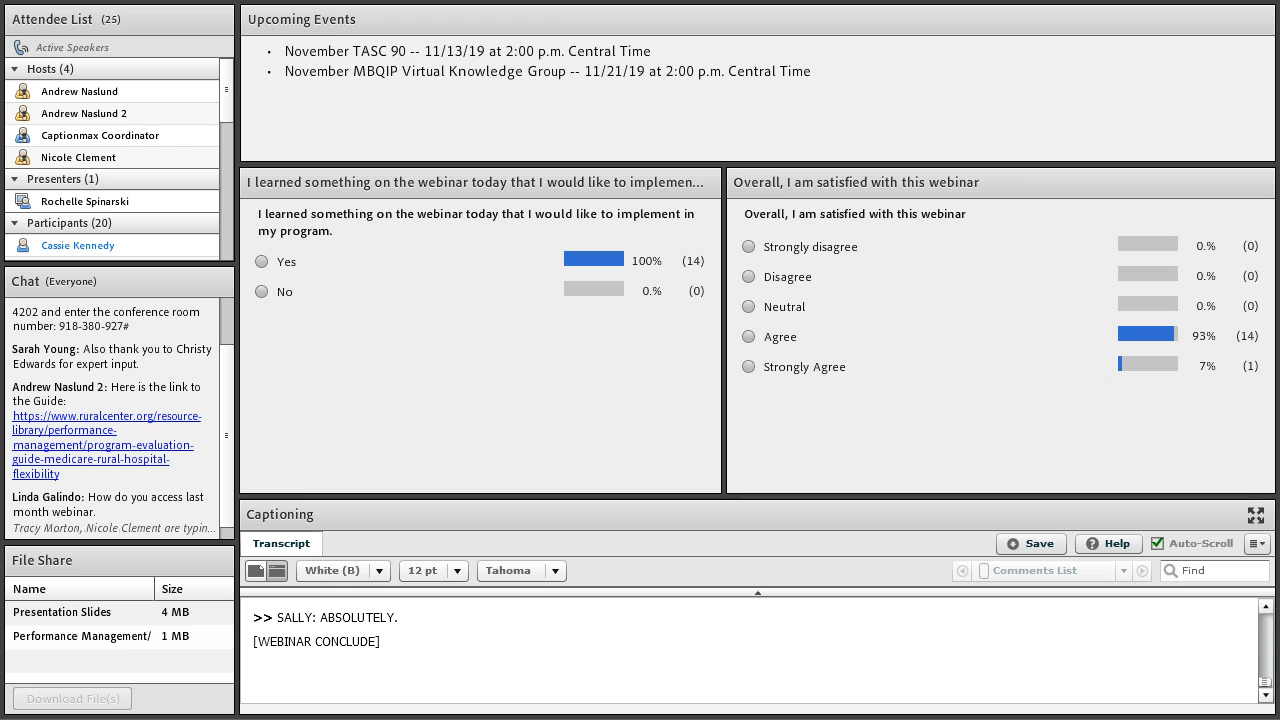 Attendee List (25)
Active Speakers
Hosts (4)
Andrew Naslund
Andrew Naslund 2
Captionmax Coordinator
Nicole Clement
Presenters (1)
Rochelle Spinarski
Participants (20)
Cassie Kennedy
Chat (Everyone)
4202 and enter the conference room
number: 918-380-927#
Sarah Young: Also thank you to Christy
Edwards for expert input.
Andrew Naslund 2: Here is the link to
the Guide:
https://www.ruralcenter.org/resource-
library/performance-
management/program-evaluation-
guide-medicare-rural-hospital-
flexibility
Linda Galindo: How do you access last
month webinar.
Tracy Morton, Nicole Clement are typin...
File Share
Name Size
Presentation Slides 4 MB
Performance Management/ 1 MB
Download File(s)
Upcoming Events
• November TASC 90 -- 11/13/19 at 2:00 p.m. Central Time
• November MBQIP Virtual Knowledge Group -- 11/21/19 at 2:00 p.m. Central Time
I learned something on the webinar today that I would like to implemen...
I learned something on the webinar today that I would like to implement in
my program.
Yes 100% (14)
No 0.% (0)
Overall, I am satisfied with this webinar
Overall, I am satisfied with this webinar
Strongly disagree 0.% (0)
Disagree 0.% (0)
Neutral 0.% (0)
Agree 93% (14)
Strongly Agree 7% (1)
Captioning
Transcript Save Help Auto-Scroll
White (B) 12 pt Tahoma Comments List Find
>> SALLY: ABSOLUTELY.
[WEBINAR CONCLUDE]